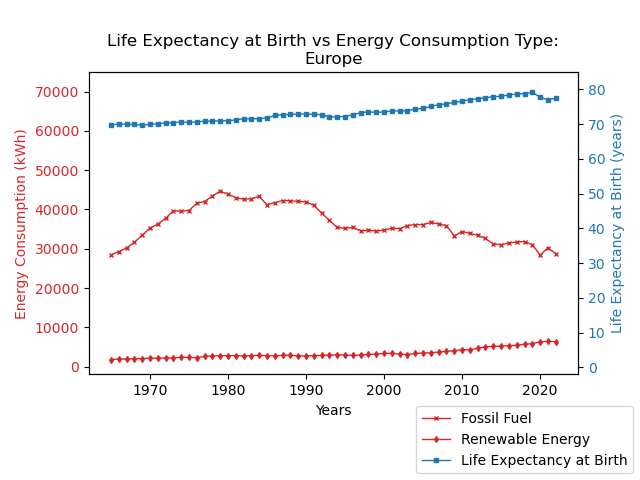 Life Expectancy at Birth vs Energy Consumption Type:
Europe
Energy Consumption (kWh)
70000
60000
50000
40000
30000
20000
10000
0
80
70
60
50
40
30
20
10
0
Life Expectancy at Birth (years)
1970 1980 1990 2000 2010 2020
Years
Fossil Fuel
Renewable Energy
Life Expectancy at Birth